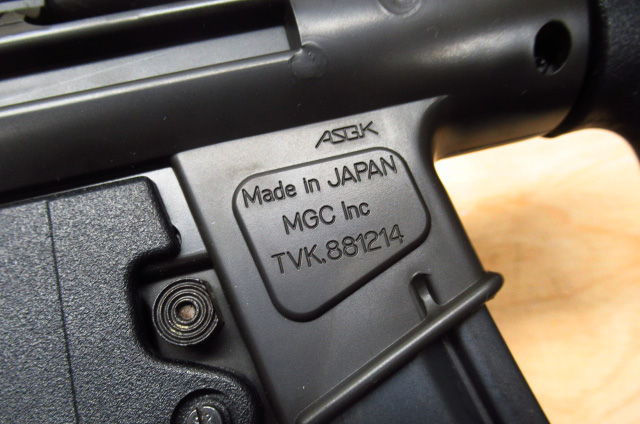 ASGK
Made in JAPAN
MGC Inc
TVK.881214